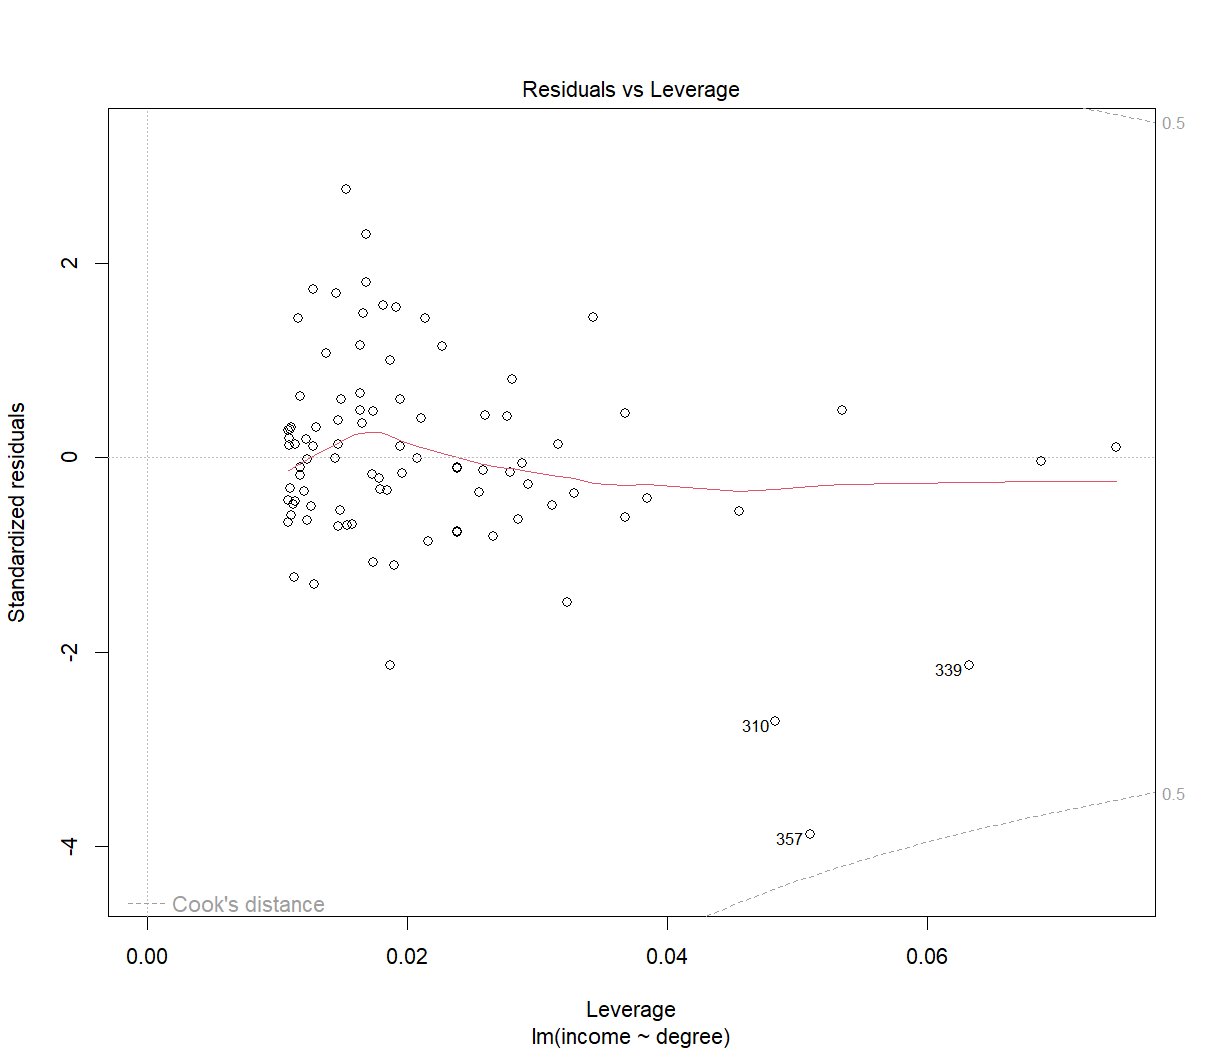 Residuals vs Leverage
0.5
2
0
-2
-4
Standardized residuals
339
310
357
0.5
Cook's distance
0.00 0.02 0.04 0.06
Leverage
lm(income ~ degree)